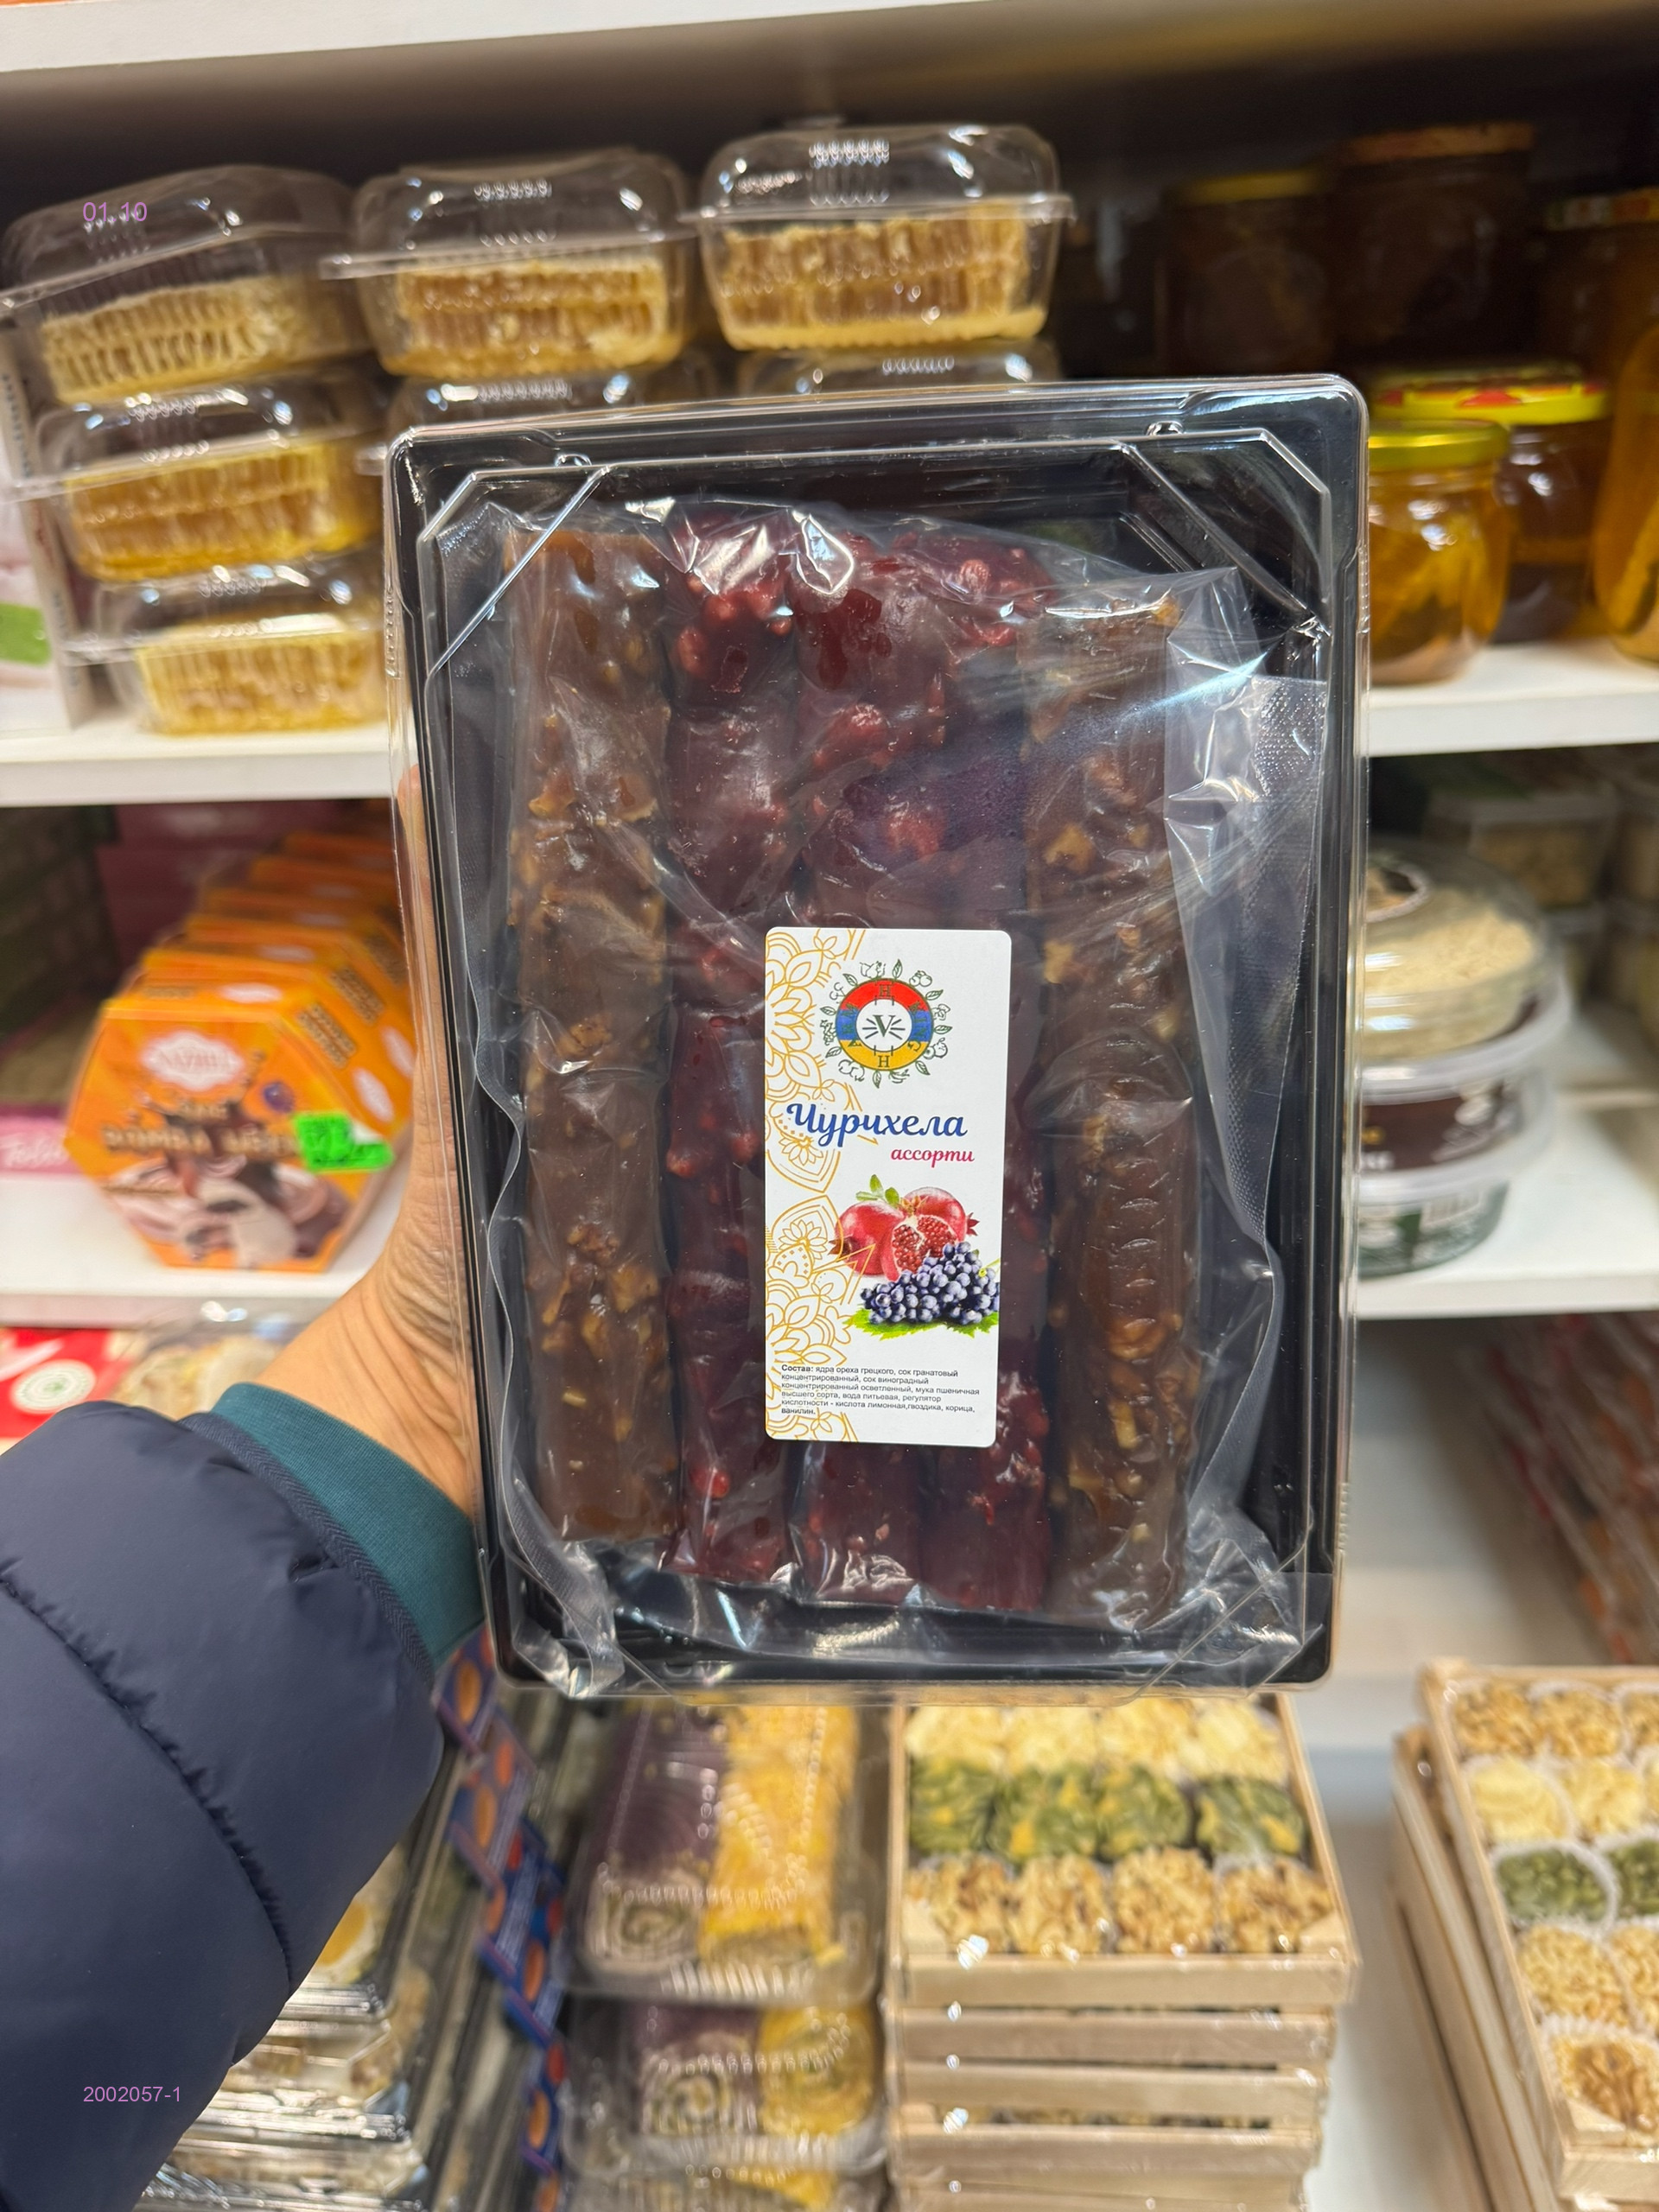 01.10
Чурчхела
ассорти
Состав: ядра ореха грецкого, сок гранатовый
концентрированный, сок виноградный
концентрированный осветленный, мука пшеничная
высшего сорта, вода питьевая, регулятор
кислотности - кислота лимонная,гвоздика, корица,
ванилин.
2002057-1